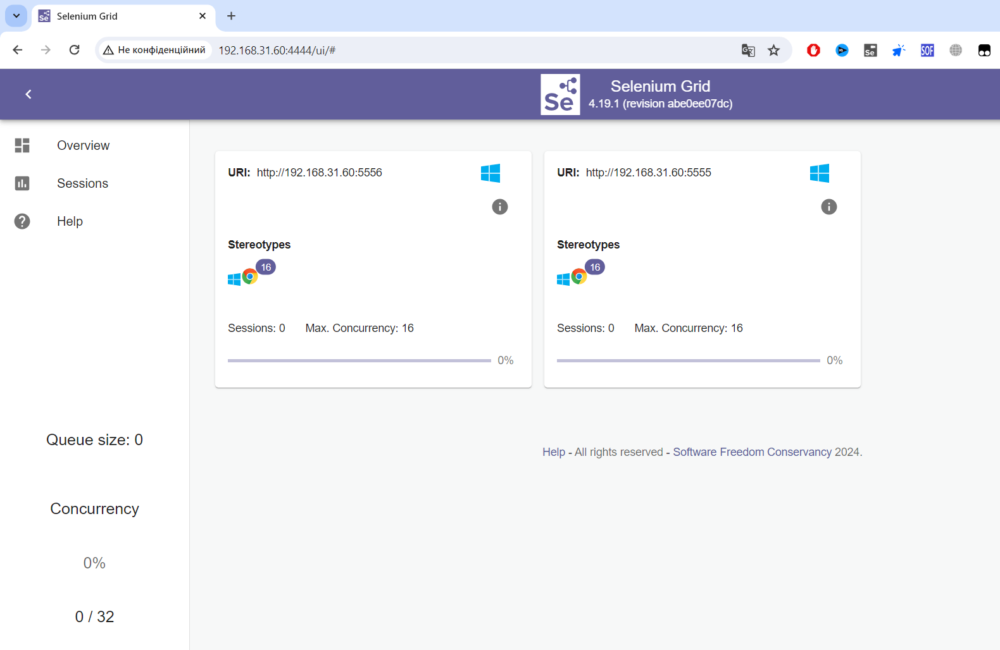 Selenium Grid
Не конфіденційний 192.168.31.60:4444/ui/#
Se
SOF
Se
Selenium Grid
4.19.1 (revision abe0ee07dc)
Overview
Sessions
Help
Queue size: 0
Concurrency
0%
0 / 32
URI: http://192.168.31.60:5556
Stereotypes
16
Sessions: 0 Max. Concurrency: 16
0%
URI: http://192.168.31.60:5555
Stereotypes
16
Sessions: 0 Max. Concurrency: 16
0%
Help - All rights reserved - Software Freedom Conservancy 2024.